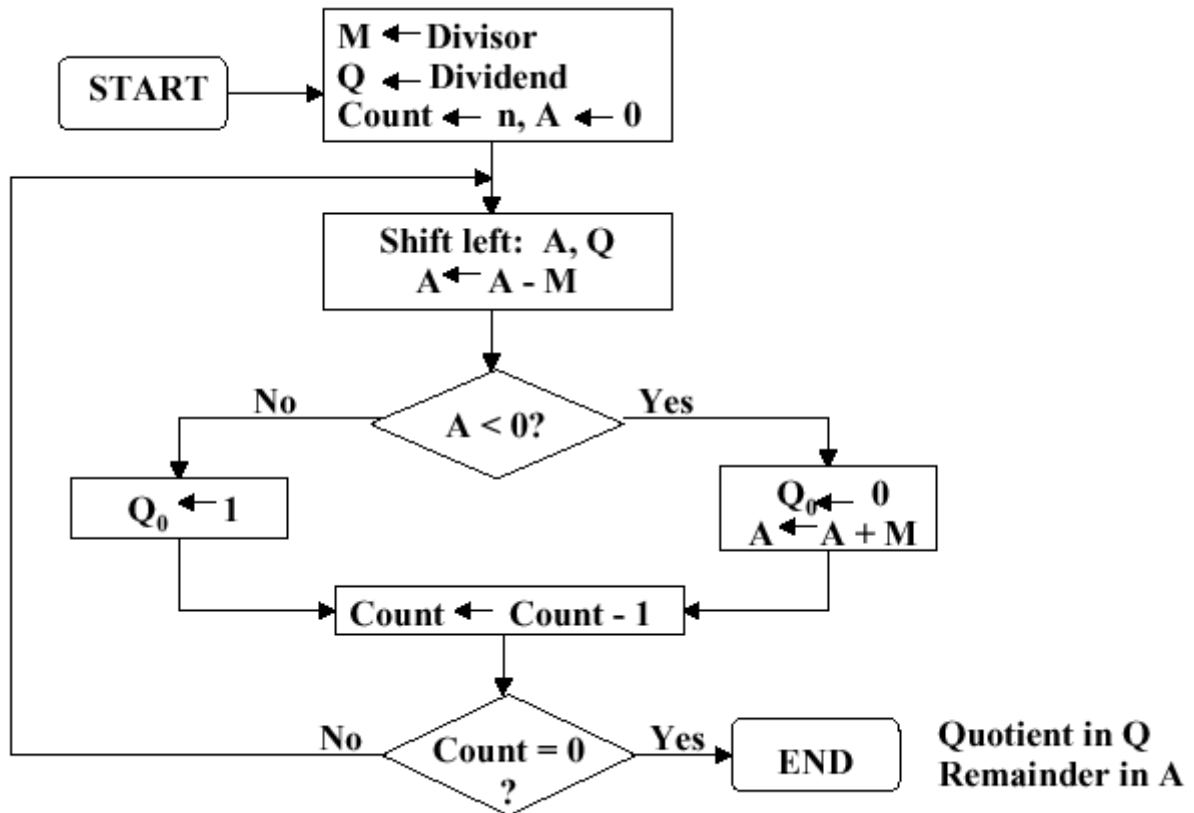 START
M ← Divisor
Q ← Dividend
Count ← n, A ← 0
Shift left: A, Q
A ← A - M
No
A < 0?
Yes
Q₀ ← 1
Q₀ ← 0
A ← A + M
Count ← Count - 1
No
Count = 0
?
Yes
END
Quotient in Q
Remainder in A